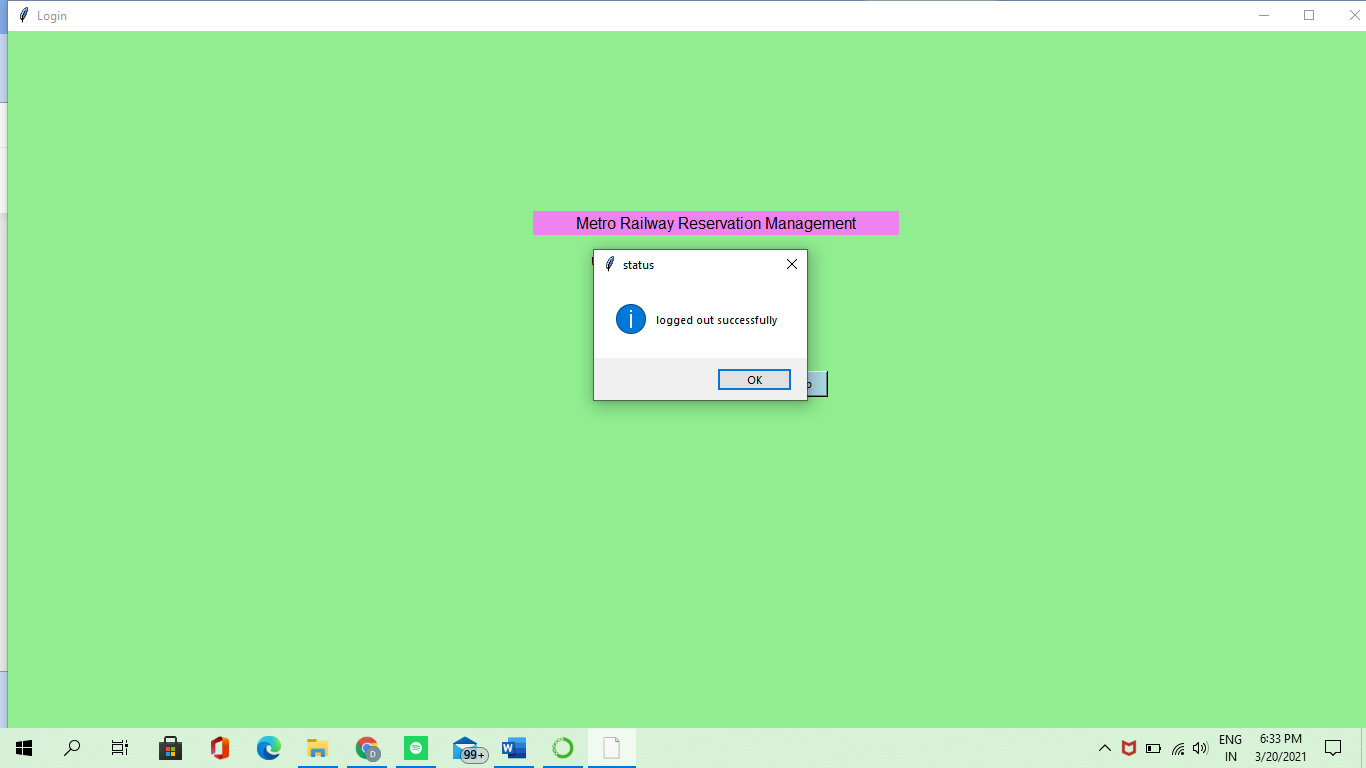 Login
Metro Railway Reservation Management
status
logged out successfully
OK
99+
D
W
ENG
IN
6:33 PM
3/20/2021